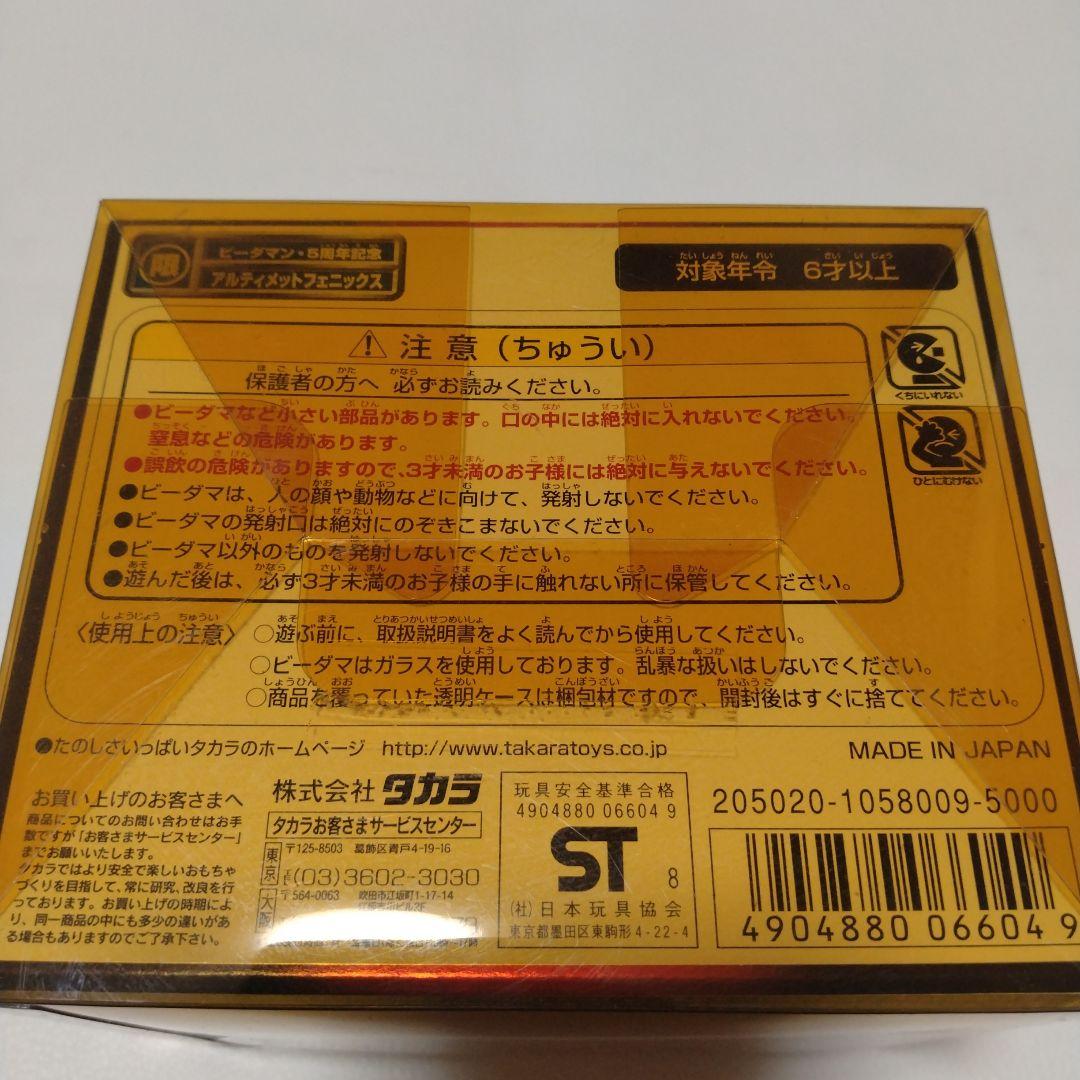 限
ビーダマン・5周年記念
アルティメットフェニックス
対象年令 6才以上
⚠ 注意(ちゅうい)
保護者の方へ 必ずお読みください。
●ビーダマなど小さい部品があります。口の中には絶対に入れないでください。
窒息などの危険があります。
●誤飲の危険がありますので、3才未満のお子様には絶対に与えないでください。
●ビーダマは、人の顔や動物などに向けて、発射しないでください。
●ビーダマの発射口は絶対にのぞきこまないでください。
●ビーダマ以外のものを発射しないでください。
●遊んだ後は、必ず3才未満のお子様の手に触れない所に保管してください。
くちにいれない
ひとにむけない
〈使用上の注意〉○遊ぶ前に、取扱説明書をよく読んでから使用してください。
○ビーダマはガラスを使用しております。乱暴な扱いはしないでください。
○商品を覆っていた透明ケースは梱包材ですので、開封後はすぐに捨ててください。
●たのしさいっぱいタカラのホームページ http://www.takaratoys.co.jp
MADE IN JAPAN
お買い上げのお客さまへ
商品についてのお問い合わせはお手
数ですが「お客さまサービスセンター」
までお願いいたします。
タカラではより安全で楽しいおもちゃ
づくりを目指して、常に研究、改良を行
っております。お買い上げの時期によ
り、同一商品の中にも多少の違いがあ
る場合もありますのでご了承下さい。
株式会社 タカラ
タカラお客さまサービスセンター
東京
〒125-8503 葛飾区青戸4-19-16
TEL(03)3602-3030
大阪
〒564-0063 吹田市江坂町1-17-14
玩具安全基準合格
4904880 06604 9
ST
8
(社)日本玩具協会
東京都墨田区東駒形4-22-4
205020-1058009-5000
4904880 066049